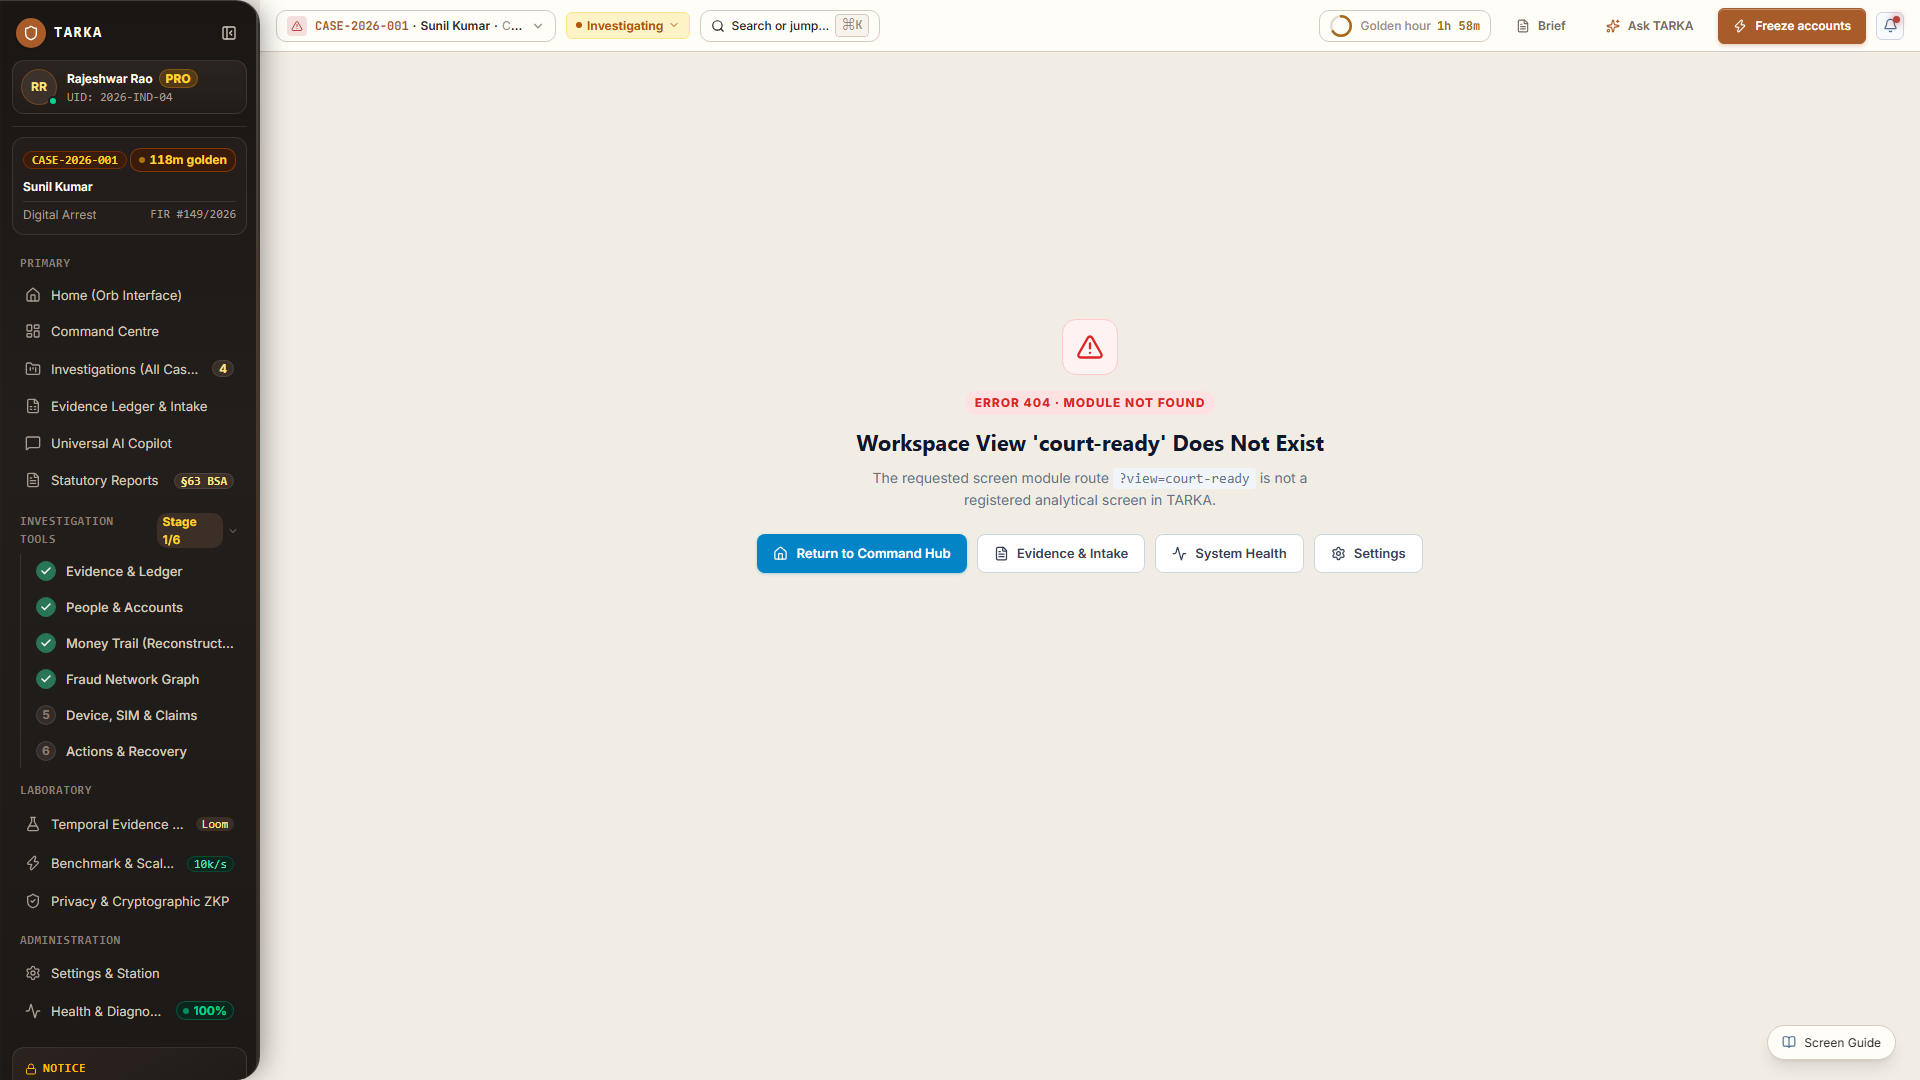 TARKA
RR
Rajeshwar Rao PRO
UID: 2026-IND-04
CASE-2026-001 118m golden
Sunil Kumar
Digital Arrest FIR #149/2026
PRIMARY
Home (Orb Interface)
Command Centre
Investigations (All Cas... 4
Evidence Ledger & Intake
Universal AI Copilot
Statutory Reports §63 BSA
INVESTIGATION TOOLS Stage 1/6
Evidence & Ledger
People & Accounts
Money Trail (Reconstruct...
Fraud Network Graph
5 Device, SIM & Claims
6 Actions & Recovery
LABORATORY
Temporal Evidence ... Loom
Benchmark & Scal... 10k/s
Privacy & Cryptographic ZKP
ADMINISTRATION
Settings & Station
Health & Diagno... 100%
NOTICE
CASE-2026-001 · Sunil Kumar · C... Investigating Search or jump... ⌘K Golden hour 1h 58m Brief Ask TARKA Freeze accounts
ERROR 404 · MODULE NOT FOUND
Workspace View 'court-ready' Does Not Exist
The requested screen module route ?view=court-ready is not a
registered analytical screen in TARKA.
Return to Command Hub Evidence & Intake System Health Settings
Screen Guide